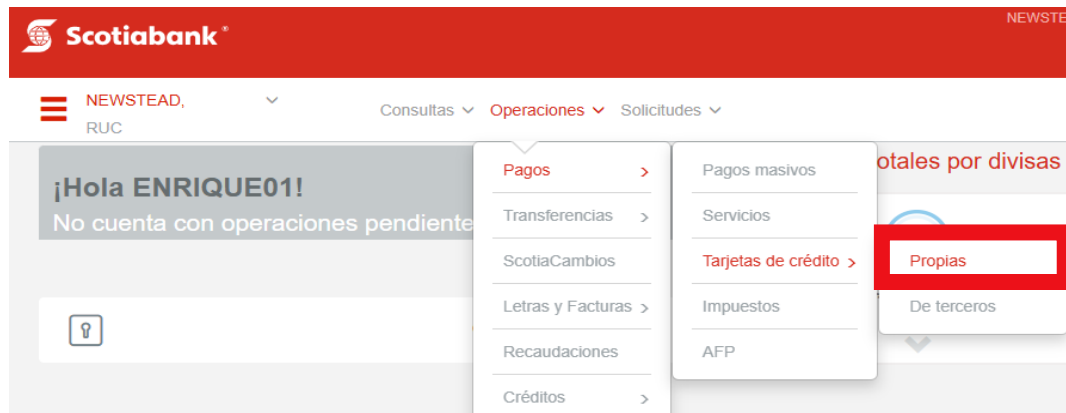 NEWSTE
Scotiabank®
NEWSTEAD,
RUC
Consultas Operaciones Solicitudes
¡Hola ENRIQUE01!
No cuenta con operaciones pendiente
Pagos
Transferencias
ScotiaCambios
Letras y Facturas
Recaudaciones
Créditos
Pagos masivos
Servicios
Tarjetas de crédito
Impuestos
AFP
Propias
De terceros
otales por divisas